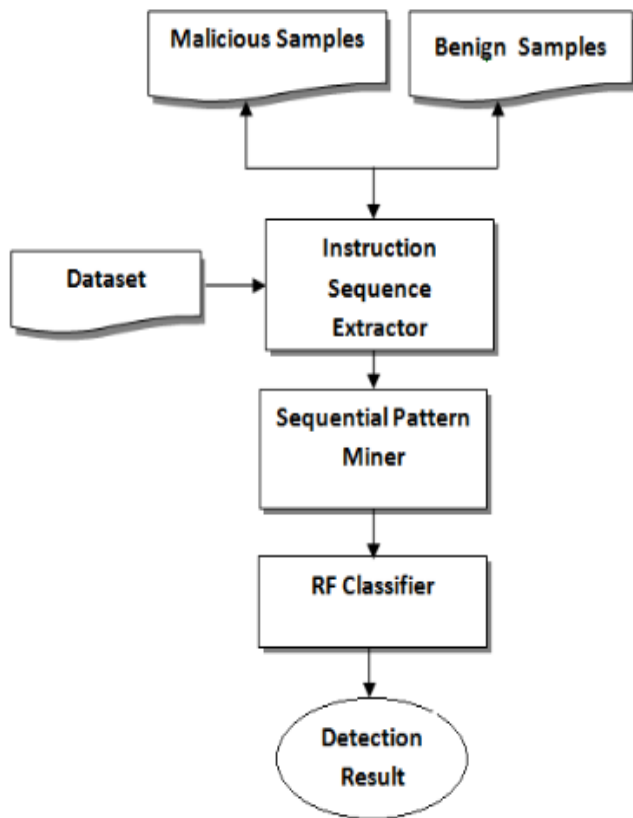 Malicious Samples
Benign Samples
Dataset
Instruction
Sequence
Extractor
Sequential Pattern
Miner
RF Classifier
Detection
Result